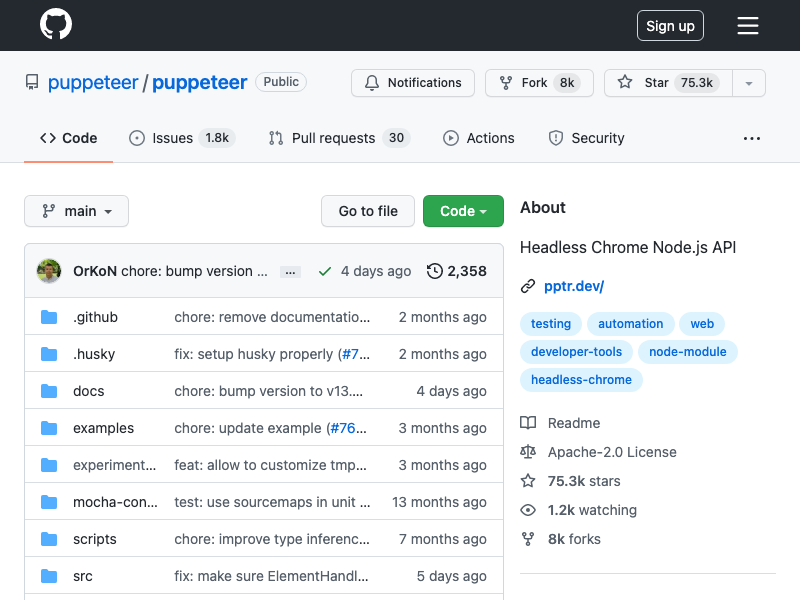 Sign up
puppeteer / puppeteer Public
Notifications Fork 8k Star 75.3k
Code Issues 1.8k Pull requests 30 Actions Security ...
main Go to file Code
OrKoN chore: bump version ... ... 4 days ago 2,358
.github chore: remove documentatio... 2 months ago
.husky fix: setup husky properly (#7... 2 months ago
docs chore: bump version to v13.... 4 days ago
examples chore: update example (#76... 3 months ago
experiment... feat: allow to customize tmp... 3 months ago
mocha-con... test: use sourcemaps in unit ... 13 months ago
scripts chore: improve type inferenc... 7 months ago
src fix: make sure ElementHandl... 5 days ago
About
Headless Chrome Node.js API
pptr.dev/
testing automation web
developer-tools node-module
headless-chrome
Readme
Apache-2.0 License
75.3k stars
1.2k watching
8k forks